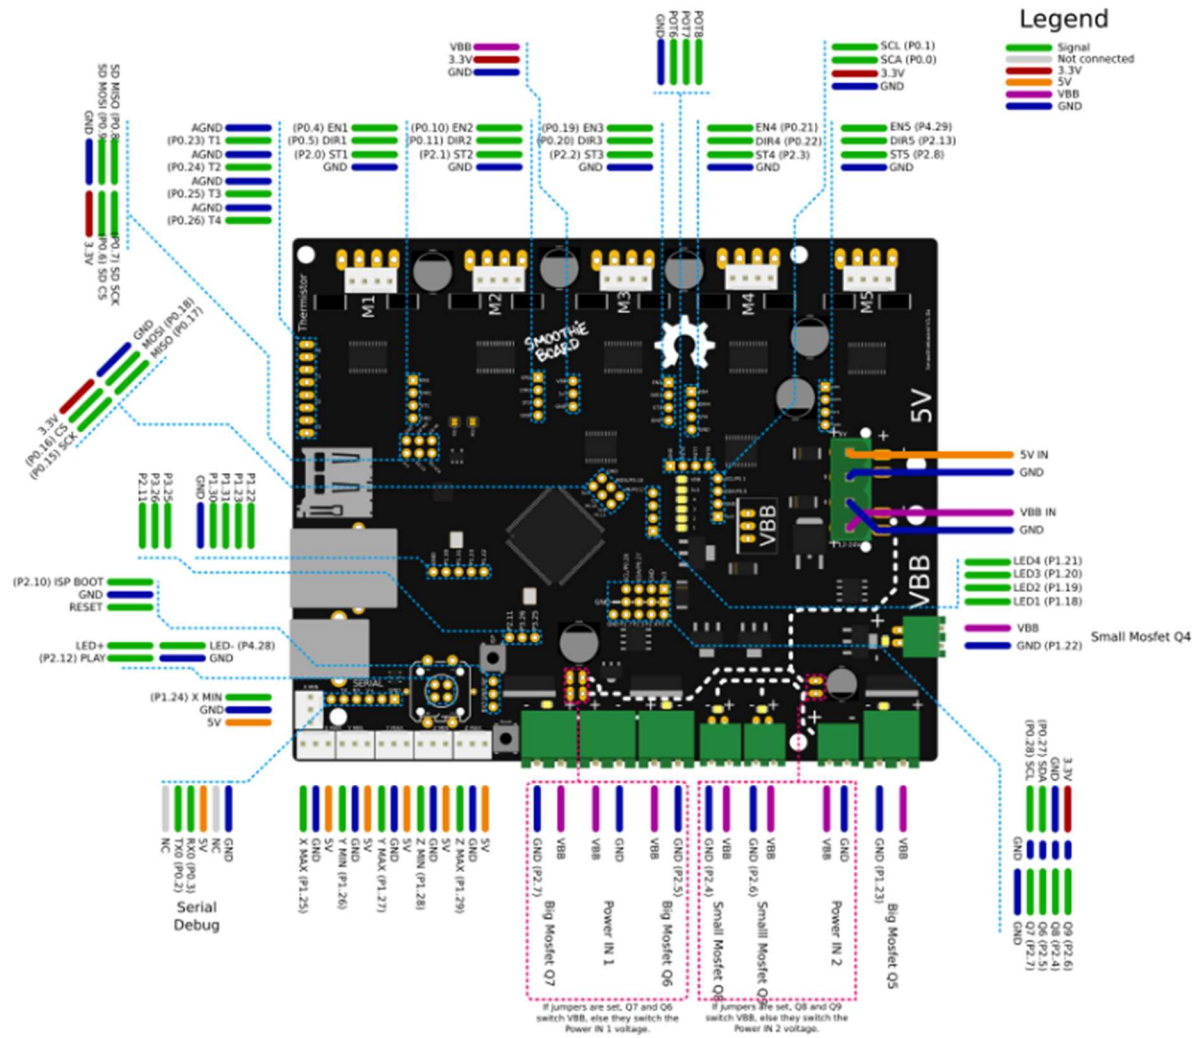 Legend
Signal
Not connected
3.3V
5V
VBB
GND
VBB
3.3V
GND
GND
POT6
POT7
POT8
SCL (P0.1)
SCA (P0.0)
3.3V
GND
SD MISO (P0.8
SD MOSI (P0.9
GND
(P0.7) SD SCK
(P0.6) SD CS
3.3V
AGND
(P0.23) T1
AGND
(P0.24) T2
AGND
(P0.25) T3
AGND
(P0.26) T4
(P0.4) EN1
(P0.5) DIR1
(P2.0) ST1
GND
(P0.10) EN2
(P0.11) DIR2
(P2.1) ST2
GND
(P0.19) EN3
(P0.20) DIR3
(P2.2) ST3
GND
EN4 (P0.21)
DIR4 (P0.22)
ST4 (P2.3)
GND
EN5 (P4.29)
DIR5 (P2.13)
ST5 (P2.8)
GND
GND
MOSI (P0.18)
MISO (P0.17)
3.3V
(P0.16) CS
(P0.15) SCK
Thermistor
M1
M2
M3
M4
M5
SMOOTHIE
BOARD
5V
VBB
VBB
5V IN
GND
VBB IN
GND
P2.11
P3.26
P3.25
GND
P1.30
P1.31
P1.23
P1.22
P2.11
P3.26
P3.25
SERIAL
(P2.10) ISP BOOT
GND
RESET
LED+
LED- (P4.28)
(P2.12) PLAY
GND
(P1.24) X MIN
GND
5V
LED4 (P1.21)
LED3 (P1.20)
LED2 (P1.19)
LED1 (P1.18)
VBB
GND (P1.22)
Small Mosfet Q4
NC
TX0 (P0.2)
RX0 (P0.3)
5V
NC
GND
Serial
Debug
X MAX (P1.25)
GND
5V
Y MIN (P1.26)
GND
5V
Y MAX (P1.27)
GND
5V
Z MIN (P1.28)
GND
5V
Z MAX (P1.29)
GND
5V
GND (P2.7)
VBB
Big Mosfet Q7
VBB
GND
Power IN 1
VBB
GND (P2.5)
Big Mosfet Q6
If jumpers are set, Q7 and Q6
switch VBB, else they switch the
Power IN 1 voltage.
GND (P2.4)
VBB
Small Mosfet Q8
GND (P2.6)
VBB
Smalll Mosfet Q9
VBB
GND
Power IN 2
If jumpers are set, Q8 and Q9
switch VBB, else they switch the
Power IN 2 voltage.
GND (P1.23)
VBB
Big Mosfet Q5
(P0.28) SCL
(P0.27) SDA
GND
3.3V
GND
GND
Q7 (P2.7)
Q6 (P2.5)
Q8 (P2.4)
Q9 (P2.6)